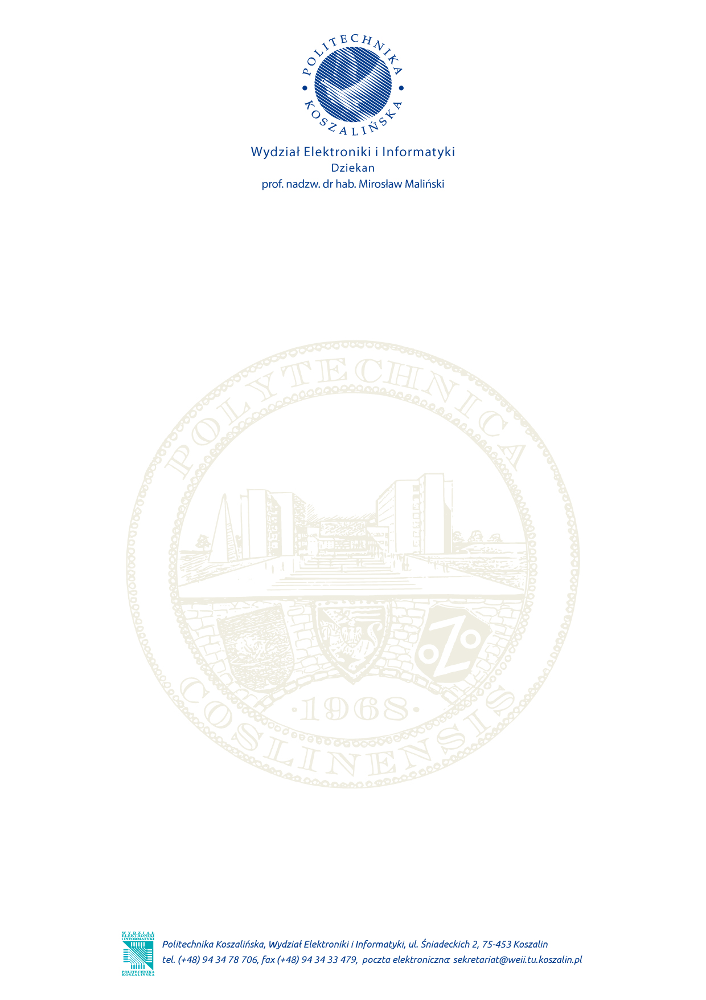 POLITECHNIKA
KOSZALIŃSKA
Wydział Elektroniki i Informatyki
Dziekan
prof. nadzw. dr hab. Mirosław Maliński
POLYTECHNICA
ZOO
· 1968 ·
COSLINENSIS
WYDZIAŁ
ELEKTRONIKI
I INFORMATYKI
POLITECHNIKA
KOSZALIŃSKA
Politechnika Koszalińska, Wydział Elektroniki i Informatyki, ul. Śniadeckich 2, 75-453 Koszalin
tel. (+48) 94 34 78 706, fax (+48) 94 34 33 479, poczta elektroniczna: sekretariat@weii.tu.koszalin.pl